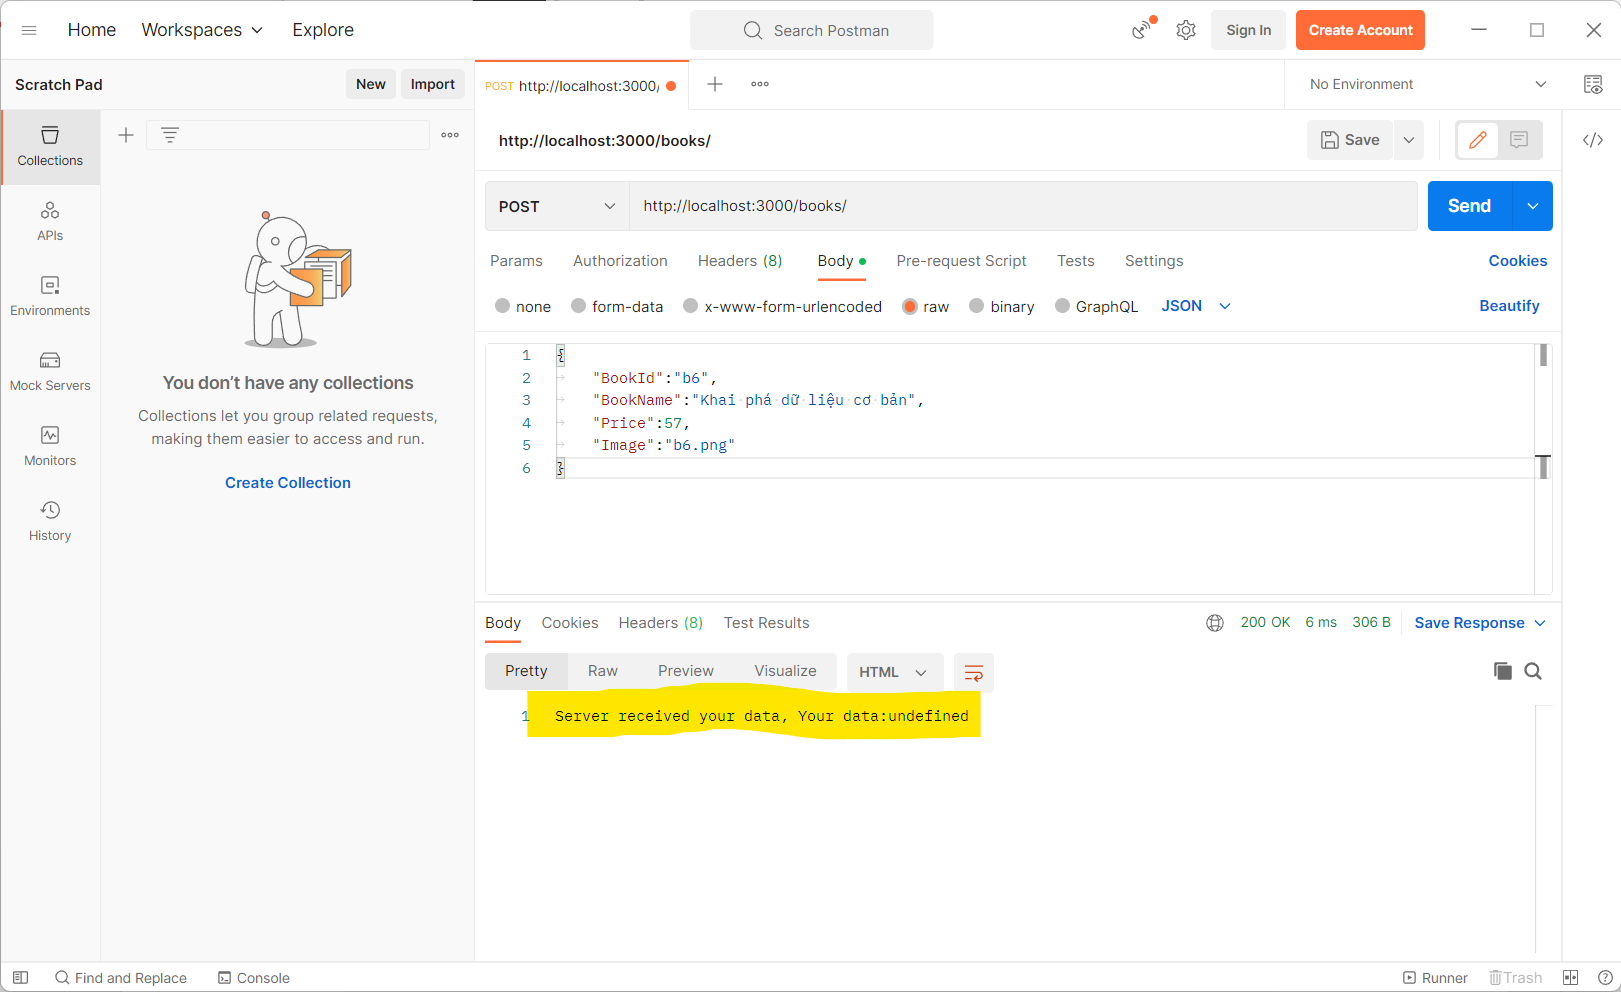 Home Workspaces Explore Search Postman Sign In Create Account
Scratch Pad New Import POST http://localhost:3000/ No Environment
http://localhost:3000/books/ Save
Collections
APIs
Environments
Mock Servers
Monitors
History
You don't have any collections
Collections let you group related requests,
making them easier to access and run.
Create Collection
POST http://localhost:3000/books/ Send
Params Authorization Headers (8) Body Pre-request Script Tests Settings Cookies
none form-data x-www-form-urlencoded raw binary GraphQL JSON Beautify
1 {
2 "BookId":"b6",
3 "BookName":"Khai phá dữ liệu cơ bản",
4 "Price":57,
5 "Image":"b6.png"
6 }
Body Cookies Headers (8) Test Results 200 OK 6 ms 306 B Save Response
Pretty Raw Preview Visualize HTML
1 Server received your data, Your data:undefined
Find and Replace Console Runner Trash